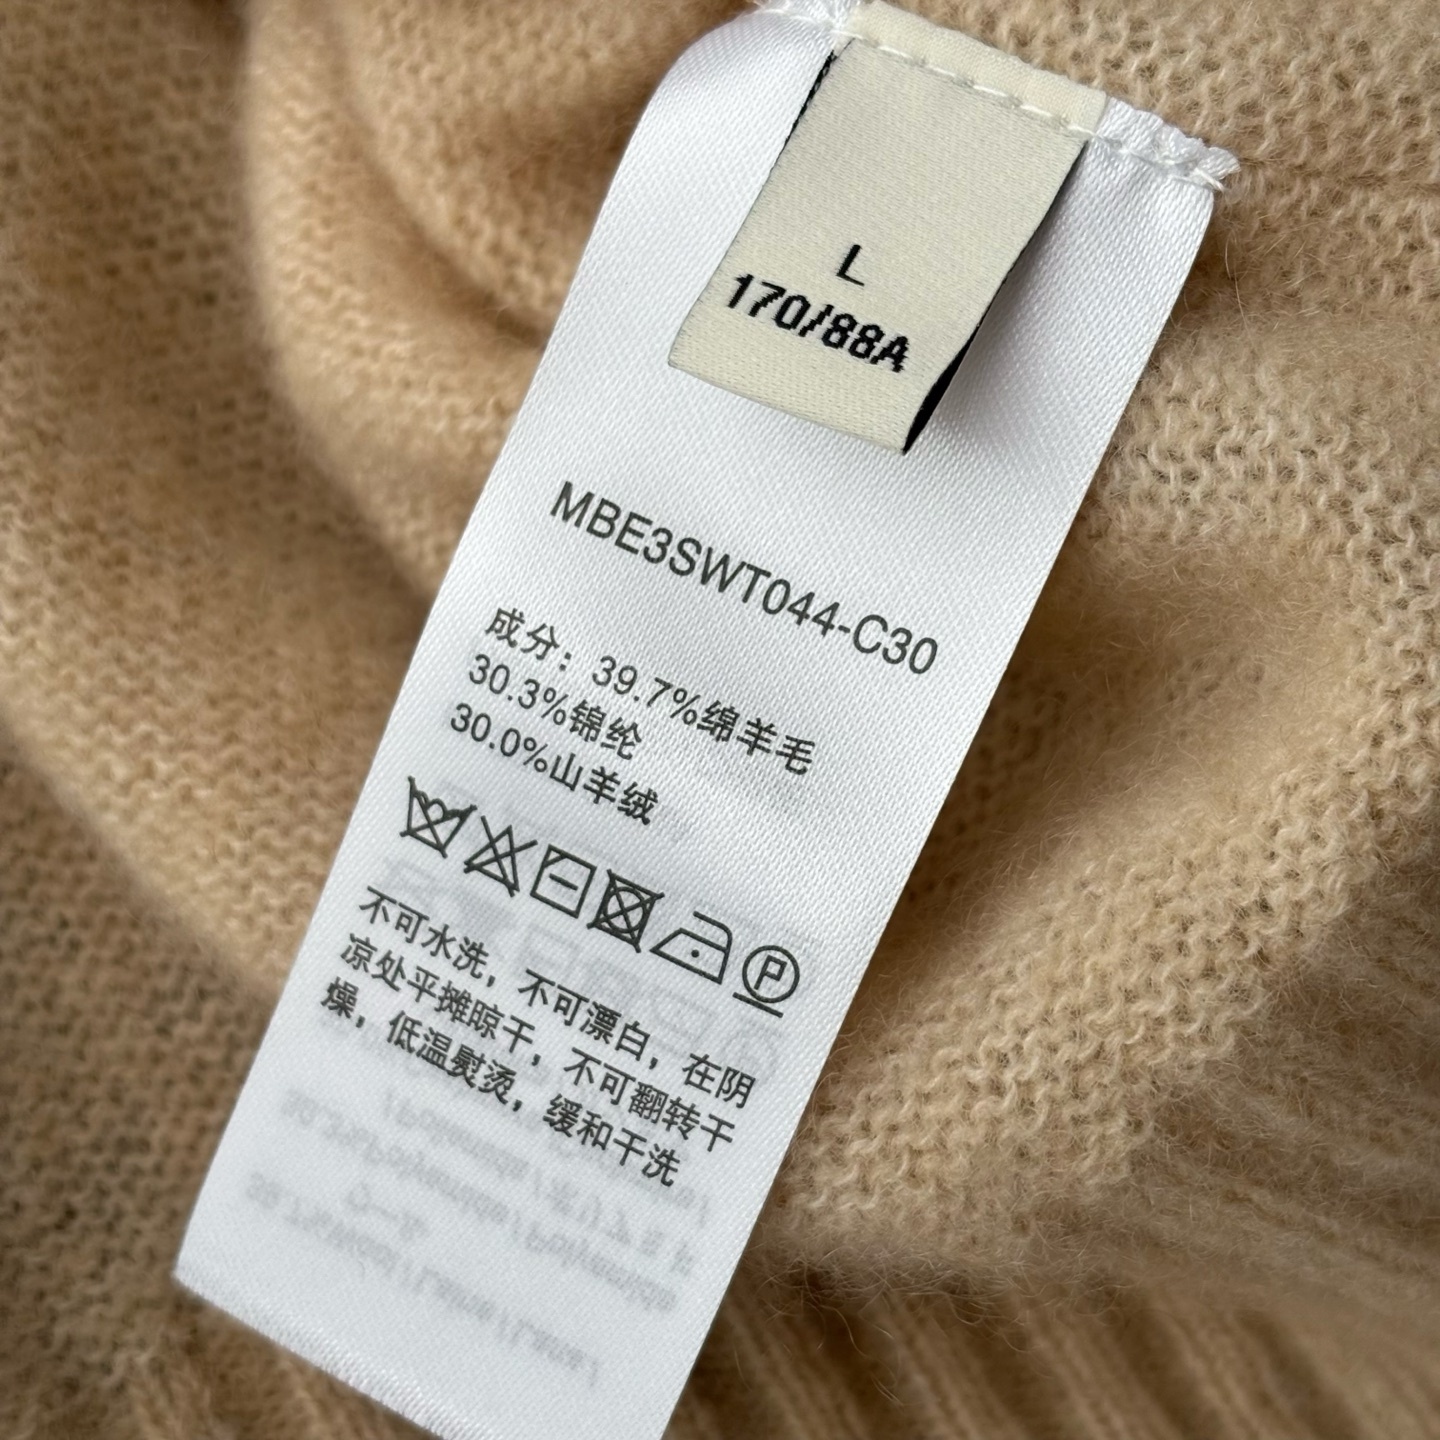 L
170/88A
MBE3SWT044-C30
成分：39.7%绵羊毛
30.3%锦纶
30.0%山羊绒
P
不可水洗，不可漂白，在阴
凉处平摊晾干，不可翻转干
燥，低温熨烫，缓和干洗